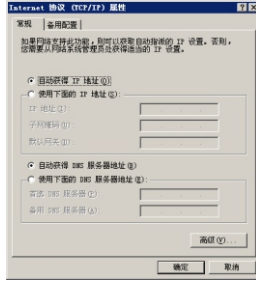 Internet 协议 (TCP/IP) 属性
常规 备用配置
如果网络支持此功能，则可以获取自动指派的 IP 设置。否则，
您需要从网络系统管理员处获得适当的 IP 设置。
自动获得 IP 地址(O)
使用下面的 IP 地址(S):
IP 地址(I):
子网掩码(U):
默认网关(D):
自动获得 DNS 服务器地址(B)
使用下面的 DNS 服务器地址(E):
首选 DNS 服务器(P):
备用 DNS 服务器(A):
高级(V)...
确定 取消